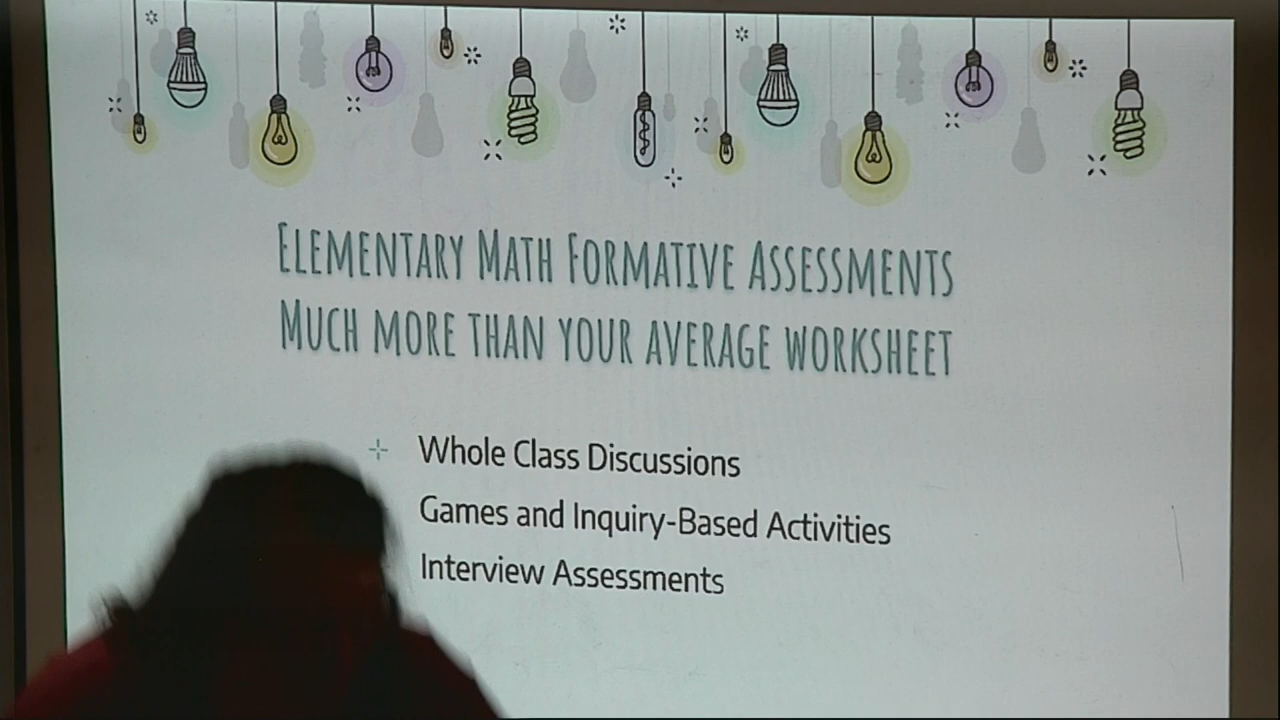 Elementary Math Formative Assessments
Much more than your average worksheet
Whole Class Discussions
Games and Inquiry-Based Activities
Interview Assessments